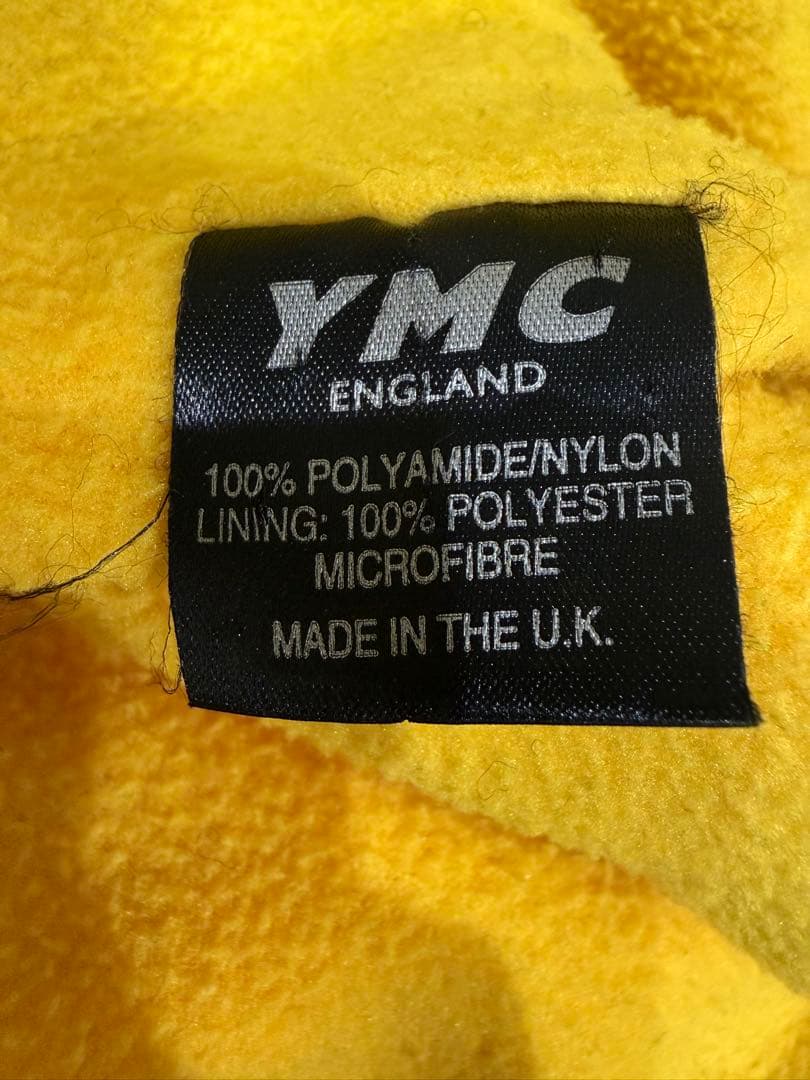 YMC
ENGLAND
100% POLYAMIDE/NYLON
LINING: 100% POLYESTER
MICROFIBRE
MADE IN THE U.K.